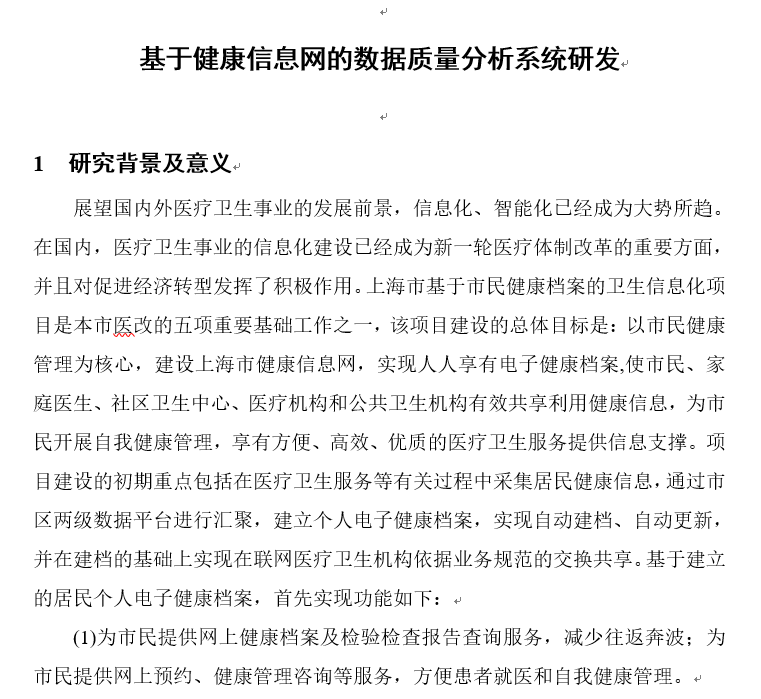 基于健康信息网的数据质量分析系统研发
1 研究背景及意义
展望国内外医疗卫生事业的发展前景，信息化、智能化已经成为大势所趋。
在国内，医疗卫生事业的信息化建设已经成为新一轮医疗体制改革的重要方面，
并且对促进经济转型发挥了积极作用。上海市基于市民健康档案的卫生信息化项
目是本市医改的五项重要基础工作之一，该项目建设的总体目标是：以市民健康
管理为核心，建设上海市健康信息网，实现人人享有电子健康档案,使市民、家
庭医生、社区卫生中心、医疗机构和公共卫生机构有效共享利用健康信息，为市
民开展自我健康管理，享有方便、高效、优质的医疗卫生服务提供信息支撑。项
目建设的初期重点包括在医疗卫生服务等有关过程中采集居民健康信息，通过市
区两级数据平台进行汇聚，建立个人电子健康档案，实现自动建档、自动更新，
并在建档的基础上实现在联网医疗卫生机构依据业务规范的交换共享。基于建立
的居民个人电子健康档案，首先实现功能如下：
(1)为市民提供网上健康档案及检验检查报告查询服务，减少往返奔波；为
市民提供网上预约、健康管理咨询等服务，方便患者就医和自我健康管理。